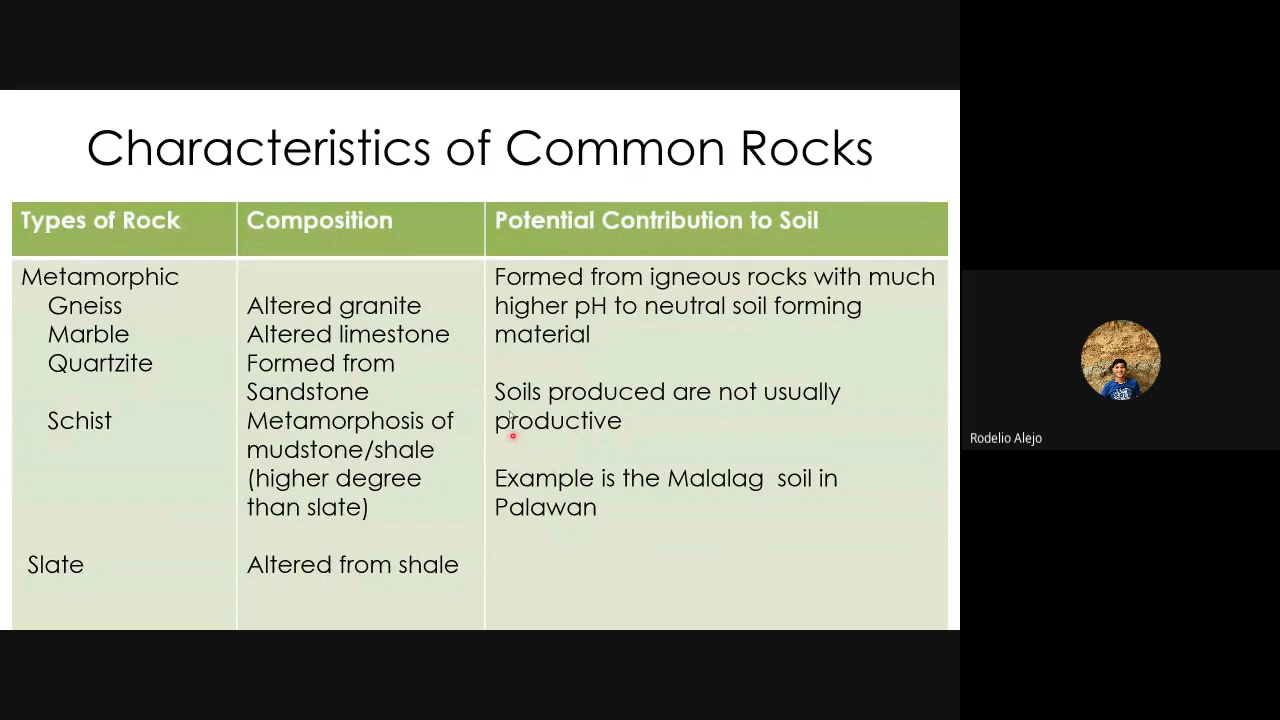 Characteristics of Common Rocks
Types of Rock
Composition
Potential Contribution to Soil
Metamorphic
Gneiss
Marble
Quartzite
Schist
Slate
Altered granite
Altered limestone
Formed from
Sandstone
Metamorphosis of
mudstone/shale
(higher degree
than slate)
Altered from shale
Formed from igneous rocks with much
higher pH to neutral soil forming
material
Soils produced are not usually
productive
Example is the Malalag soil in
Palawan
Rodelio Alejo